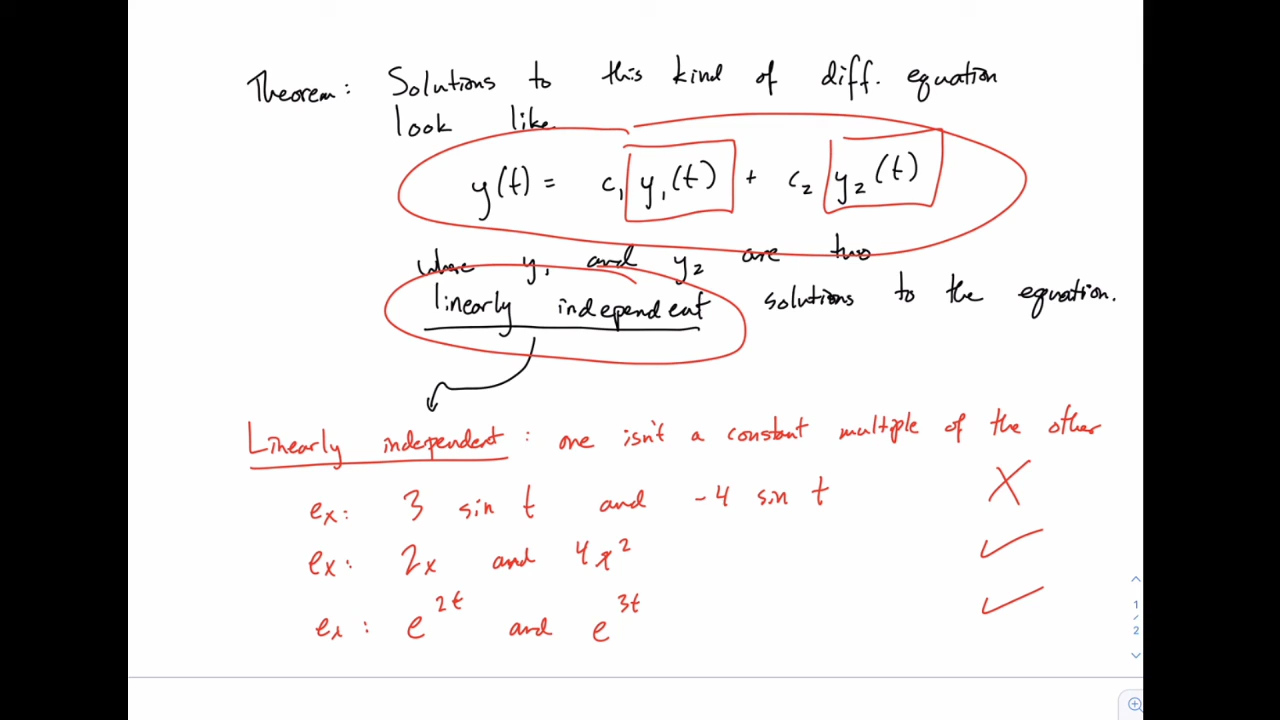 Theorem: Solutions to this kind of diff. equation
look like
y(t) = c₁ y₁(t) + c₂ y₂(t)
where y₁ and y₂ are two
linearly independent solutions to the equation.
Linearly independent: one isn't a constant multiple of the other
ex: 3 sin t and -4 sin t X
ex: 2x and 4x² ✓
ex: e^{2t} and e^{3t} ✓
1
/
2